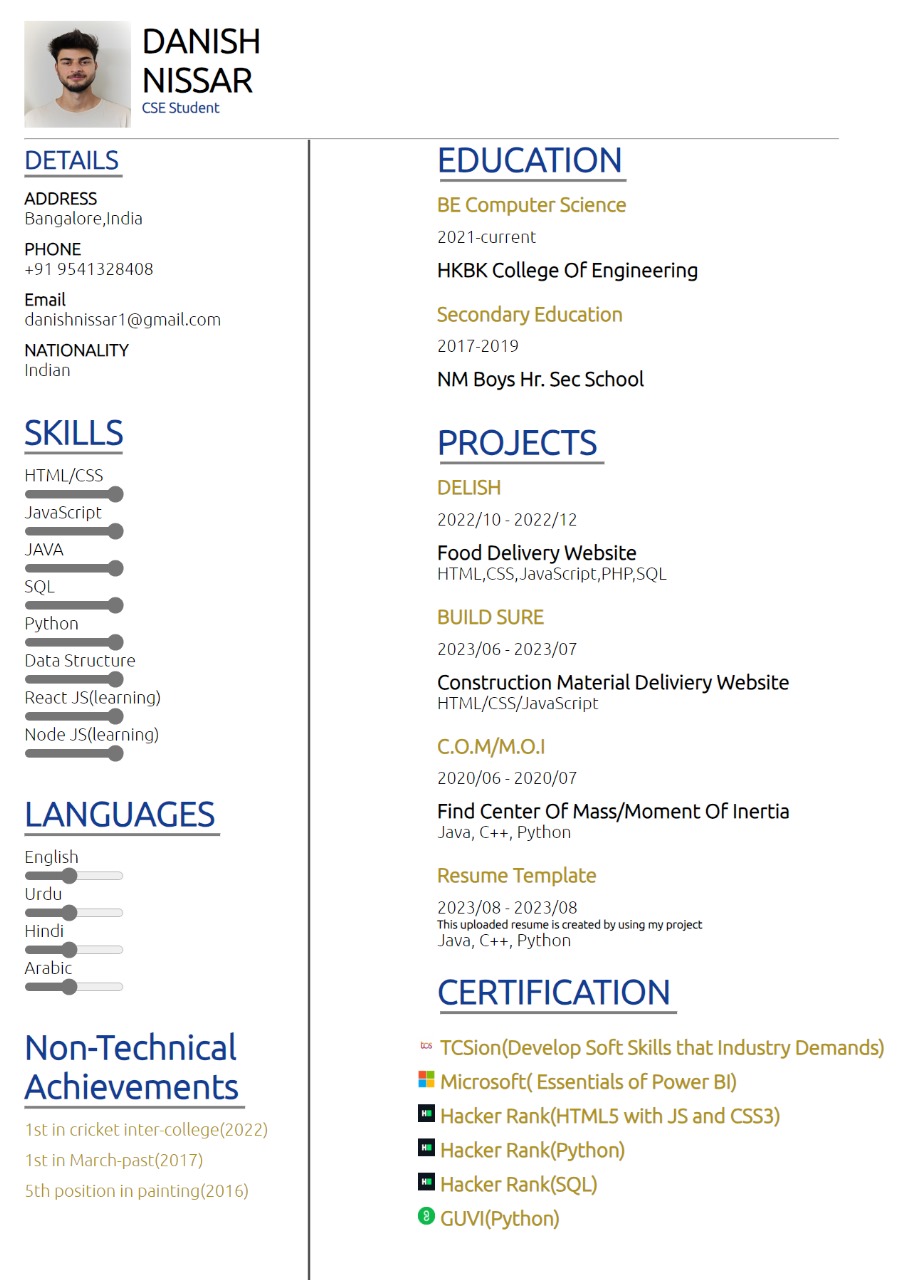 DANISH
NISSAR
CSE Student
DETAILS
ADDRESS
Bangalore,India
PHONE
+91 9541328408
Email
danishnissar1@gmail.com
NATIONALITY
Indian
SKILLS
HTML/CSS
JavaScript
JAVA
SQL
Python
Data Structure
React JS(learning)
Node JS(learning)
LANGUAGES
English
Urdu
Hindi
Arabic
Non-Technical
Achievements
1st in cricket inter-college(2022)
1st in March-past(2017)
5th position in painting(2016)
EDUCATION
BE Computer Science
2021-current
HKBK College Of Engineering
Secondary Education
2017-2019
NM Boys Hr. Sec School
PROJECTS
DELISH
2022/10 - 2022/12
Food Delivery Website
HTML,CSS,JavaScript,PHP,SQL
BUILD SURE
2023/06 - 2023/07
Construction Material Deliviery Website
HTML/CSS/JavaScript
C.O.M/M.O.I
2020/06 - 2020/07
Find Center Of Mass/Moment Of Inertia
Java, C++, Python
Resume Template
2023/08 - 2023/08
This uploaded resume is created by using my project
Java, C++, Python
CERTIFICATION
tcs TCSion(Develop Soft Skills that Industry Demands)
Microsoft( Essentials of Power BI)
H Hacker Rank(HTML5 with JS and CSS3)
H Hacker Rank(Python)
H Hacker Rank(SQL)
GUVI(Python)